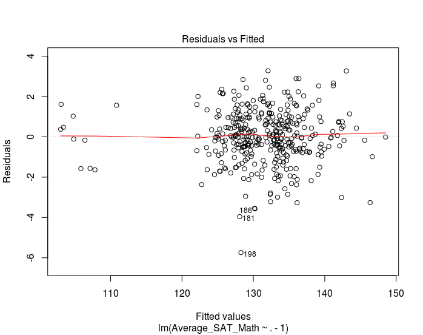 Residuals vs Fitted
4
2
0
-2
-4
-6
Residuals
186
181
198
110 120 130 140 150
Fitted values
lm(Average_SAT_Math ~ . - 1)